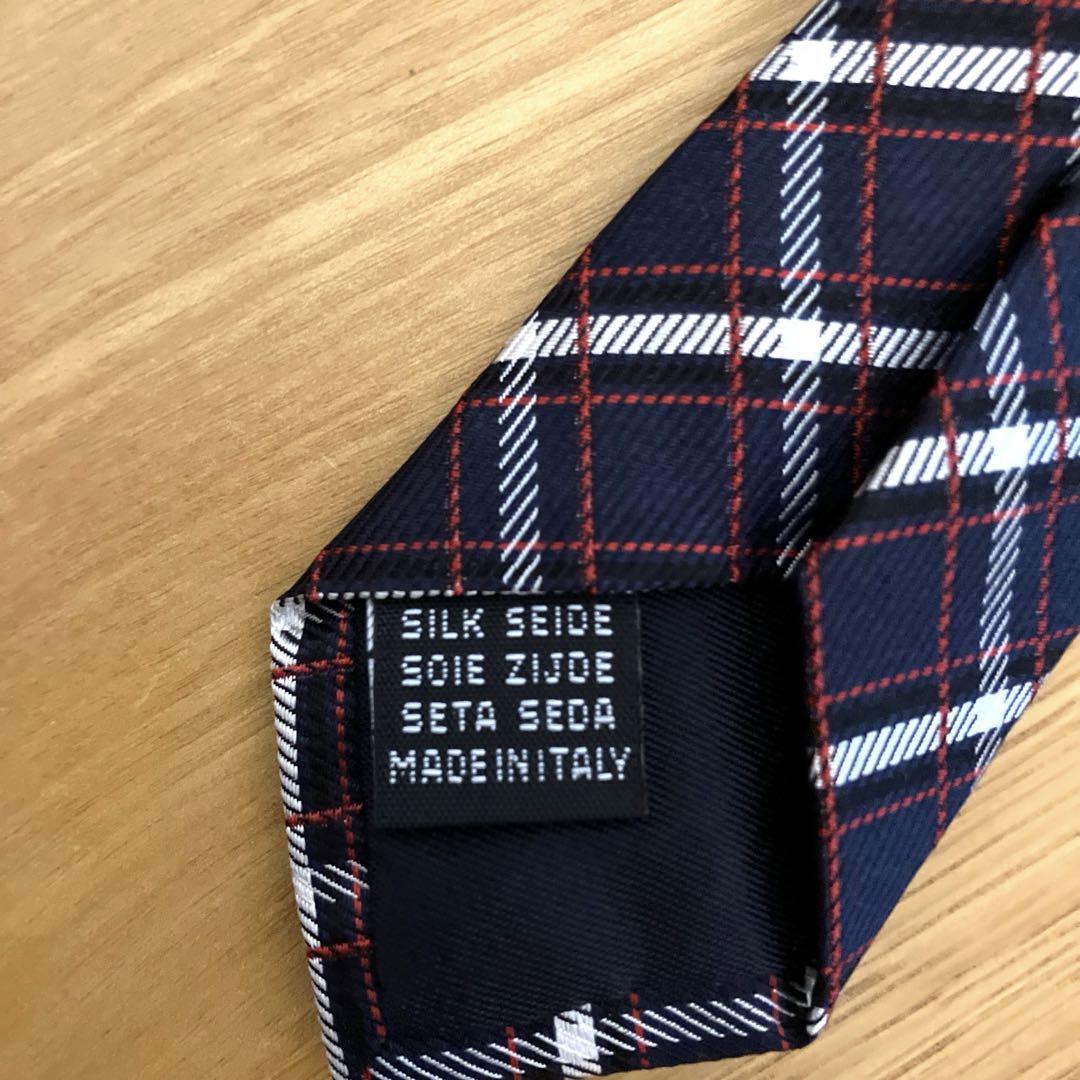 SILK SEIDE
SOIE ZIJDE
SETA SEDA
MADE IN ITALY